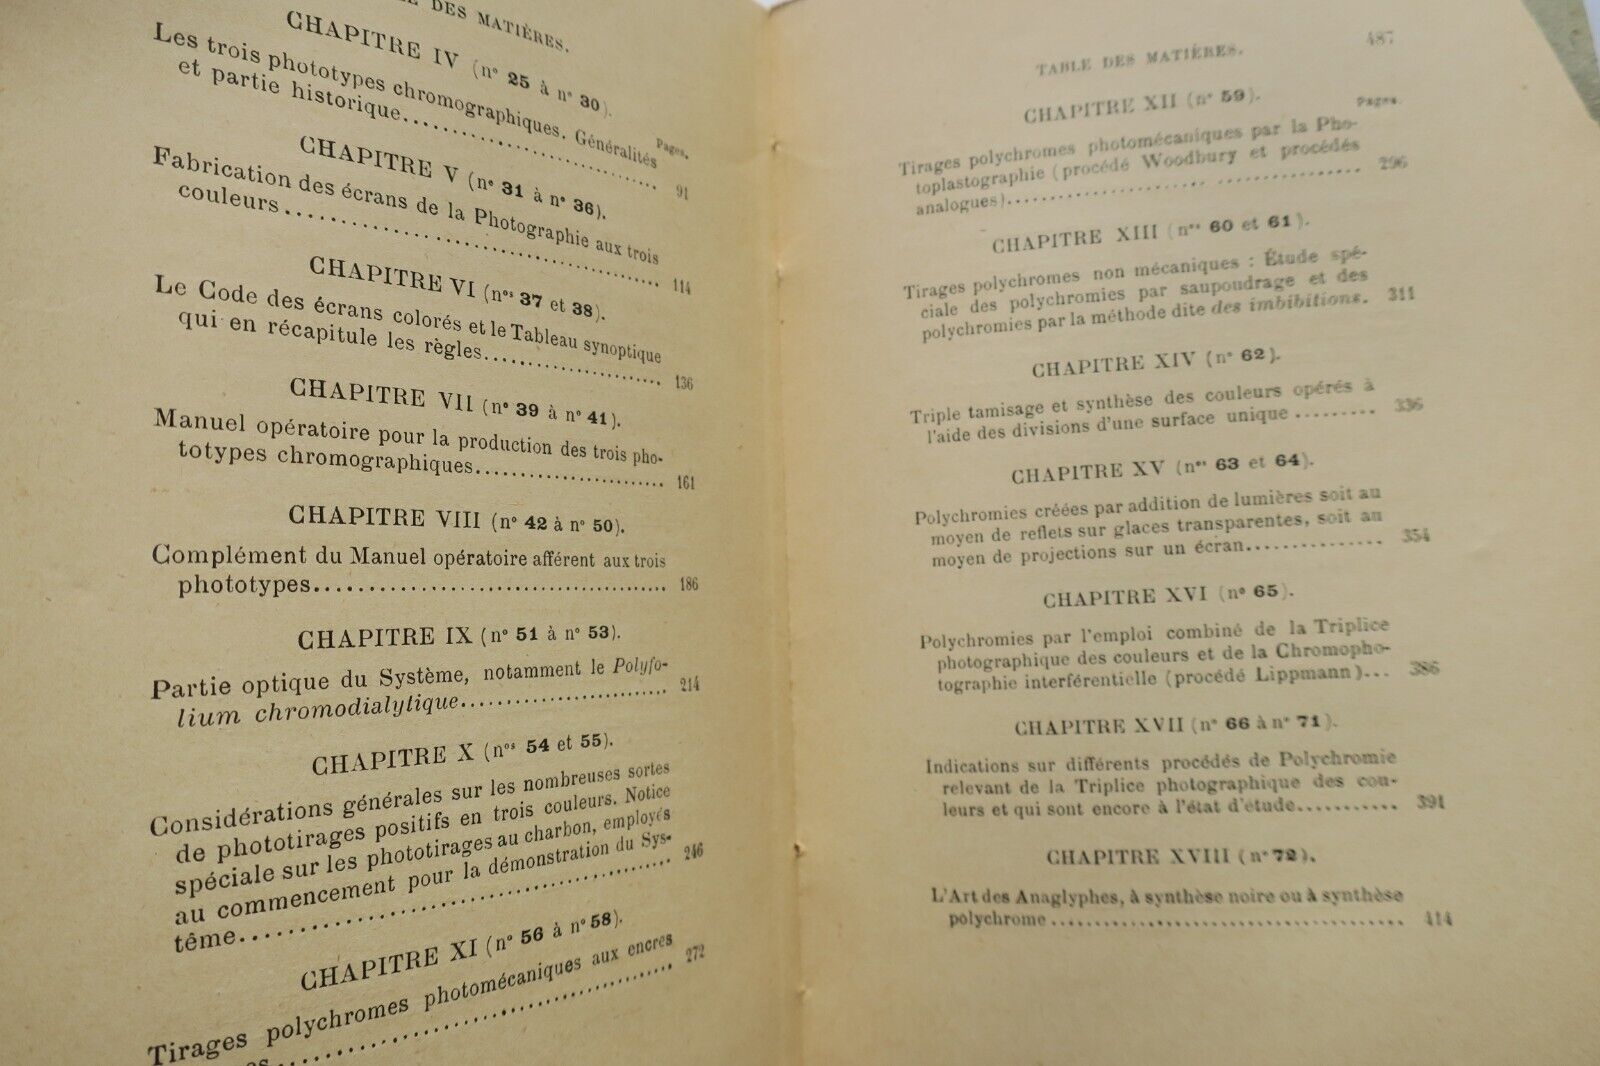 DES MATIÈRES.
CHAPITRE IV (n° 25 à n° 30).
Pages.
Les trois phototypes chromographiques. Généralités
et partie historique.................... 91
CHAPITRE V (n° 31 à n° 36).
Fabrication des écrans de la Photographie aux trois
couleurs.................... 114
CHAPITRE VI (nos 37 et 38).
Le Code des écrans colorés et le Tableau synoptique
qui en récapitule les règles.................... 136
CHAPITRE VII (n° 39 à n° 41).
Manuel opératoire pour la production des trois pho-
totypes chromographiques.................... 161
CHAPITRE VIII (n° 42 à n° 50).
Complément du Manuel opératoire afférent aux trois
phototypes.................... 186
CHAPITRE IX (n° 51 à n° 53).
Partie optique du Système, notamment le Polyfo-
lium chromodialytique.................... 214
CHAPITRE X (nos 54 et 55).
Considérations générales sur les nombreuses sortes
de phototirages positifs en trois couleurs. Notice
spéciale sur les phototirages au charbon, employés
au commencement pour la démonstration du Sys-
tême.................... 246
CHAPITRE XI (n° 56 à n° 58).
Tirages polychromes photomécaniques aux encres
.................... 272
TABLE DES MATIÈRES. 487
CHAPITRE XII (n° 59).
Pages.
Tirages polychromes photomécaniques par la Pho-
toplastographie (procédé Woodbury et procédés
analogues).................... 296
CHAPITRE XIII (nos 60 et 61).
Tirages polychromes non mécaniques : Étude spé-
ciale des polychromies par saupoudrage et des
polychromies par la méthode dite des imbibitions. 311
CHAPITRE XIV (n° 62).
Triple tamisage et synthèse des couleurs opérés à
l'aide des divisions d'une surface unique ......... 336
CHAPITRE XV (nos 63 et 64).
Polychromies créées par addition de lumières soit au
moyen de reflets sur glaces transparentes, soit au
moyen de projections sur un écran............... 354
CHAPITRE XVI (n° 65).
Polychromies par l'emploi combiné de la Triplice
photographique des couleurs et de la Chromopho-
tographie interférentielle (procédé Lippmann)... 386
CHAPITRE XVII (n° 66 à n° 71).
Indications sur différents procédés de Polychromie
relevant de la Triplice photographique des cou-
leurs et qui sont encore à l'état d'étude........... 391
CHAPITRE XVIII (n° 72).
L'Art des Anaglyphes, à synthèse noire ou à synthèse
polychrome.................... 414